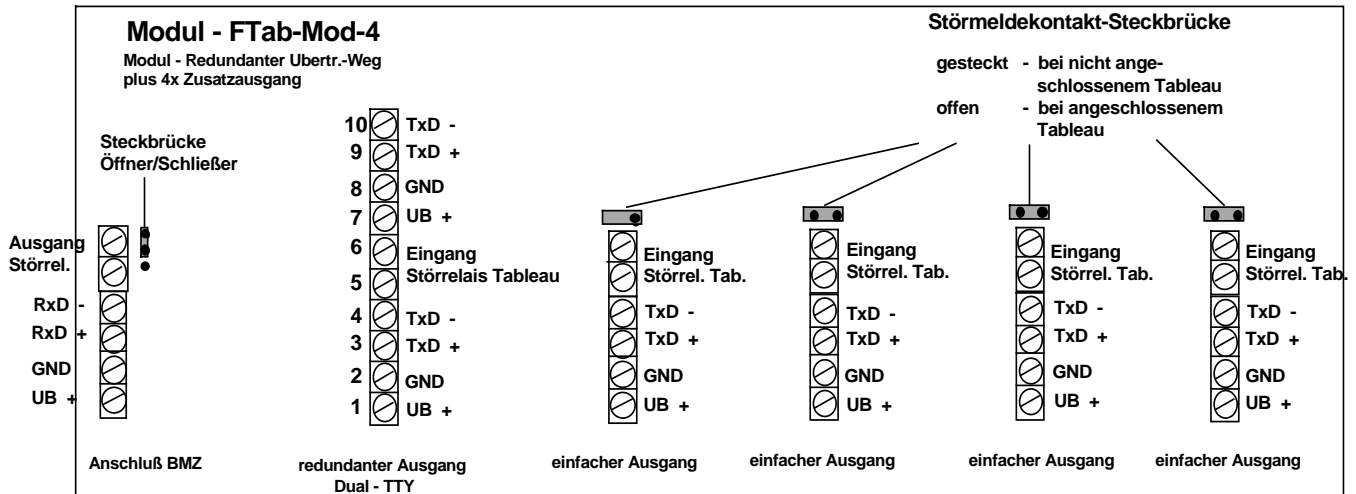 Modul - FTab-Mod-4
Modul - Redundanter Ubertr.-Weg
plus 4x Zusatzausgang
Störmeldekontakt-Steckbrücke
gesteckt - bei nicht ange-
schlossenem Tableau
offen - bei angeschlossenem
Tableau
Steckbrücke
Öffner/Schließer
Ausgang
Störrel.
RxD -
RxD +
GND
UB +
Anschluß BMZ
10 TxD -
9 TxD +
8 GND
7 UB +
6 Eingang
5 Störrelais Tableau
4 TxD -
3 TxD +
2 GND
1 UB +
redundanter Ausgang
Dual - TTY
Eingang
Störrel. Tab.
TxD -
TxD +
GND
UB +
einfacher Ausgang
Eingang
Störrel. Tab.
TxD -
TxD +
GND
UB +
einfacher Ausgang
Eingang
Störrel. Tab.
TxD -
TxD +
GND
UB +
einfacher Ausgang
Eingang
Störrel. Tab.
TxD -
TxD +
GND
UB +
einfacher Ausgang